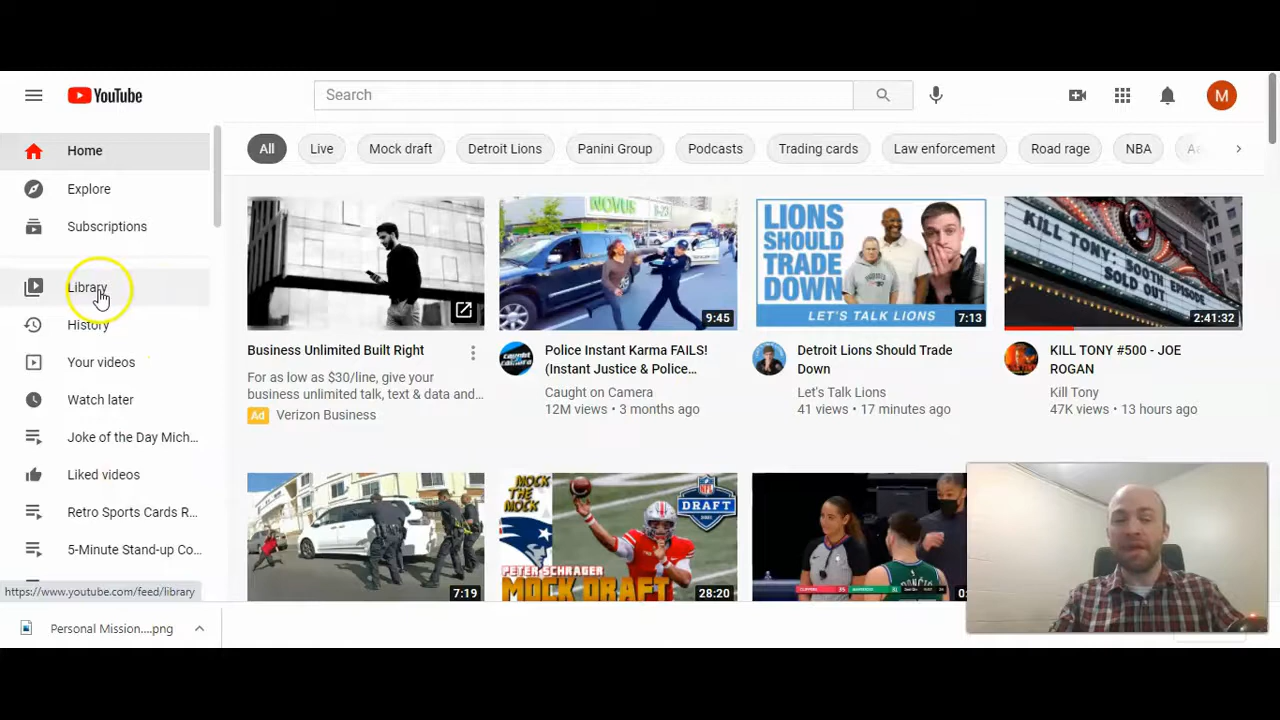 YouTube
Search
M
Home
Explore
Subscriptions
Library
History
Your videos
Watch later
Joke of the Day Mich...
Liked videos
Retro Sports Cards R...
5-Minute Stand-up Co...
https://www.youtube.com/feed/library
Personal Mission....png
All
Live
Mock draft
Detroit Lions
Panini Group
Podcasts
Trading cards
Law enforcement
Road rage
NBA
Business Unlimited Built Right
For as low as $30/line, give your
business unlimited talk, text & data and...
Ad Verizon Business
NOVUS
9:45
Police Instant Karma FAILS!
(Instant Justice & Police...
Caught on Camera
12M views • 3 months ago
LIONS
SHOULD
TRADE
DOWN
LET'S TALK LIONS
7:13
Detroit Lions Should Trade
Down
Let's Talk Lions
41 views • 17 minutes ago
KILL TONY: 500TH EPISODE
SOLD OUT
2:41:32
KILL TONY #500 - JOE
ROGAN
Kill Tony
47K views • 13 hours ago
7:19
MOCK
THE
MOCK
NFL
DRAFT
PETER SCHRAGER
MOCK DRAFT
28:20